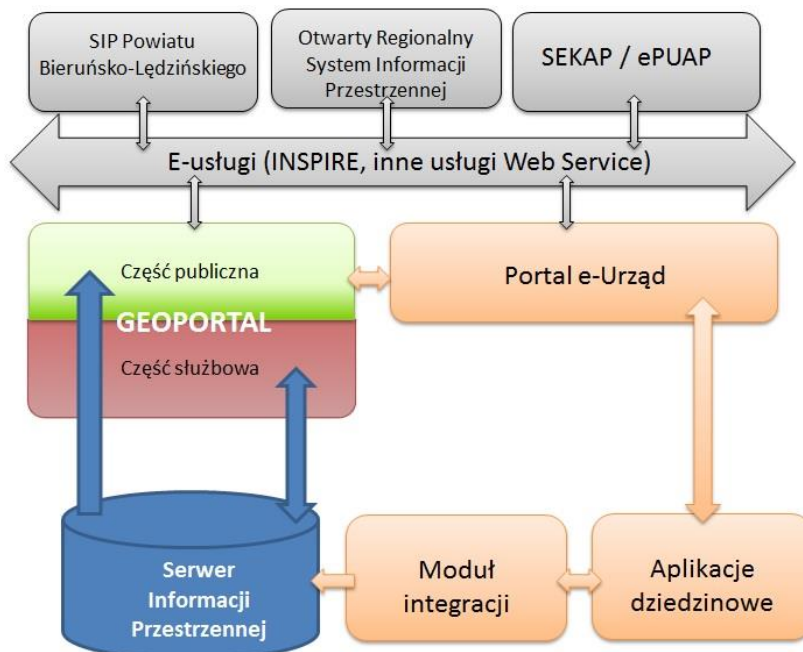 SIP Powiatu
Bieruńsko-Lędzińskiego
Otwarty Regionalny
System Informacji
Przestrzennej
SEKAP / ePUAP
E-usługi (INSPIRE, inne usługi Web Service)
Część publiczna
GEOPORTAL
Część służbowa
Portal e-Urząd
Serwer
Informacji
Przestrzennej
Moduł
integracji
Aplikacje
dziedzinowe